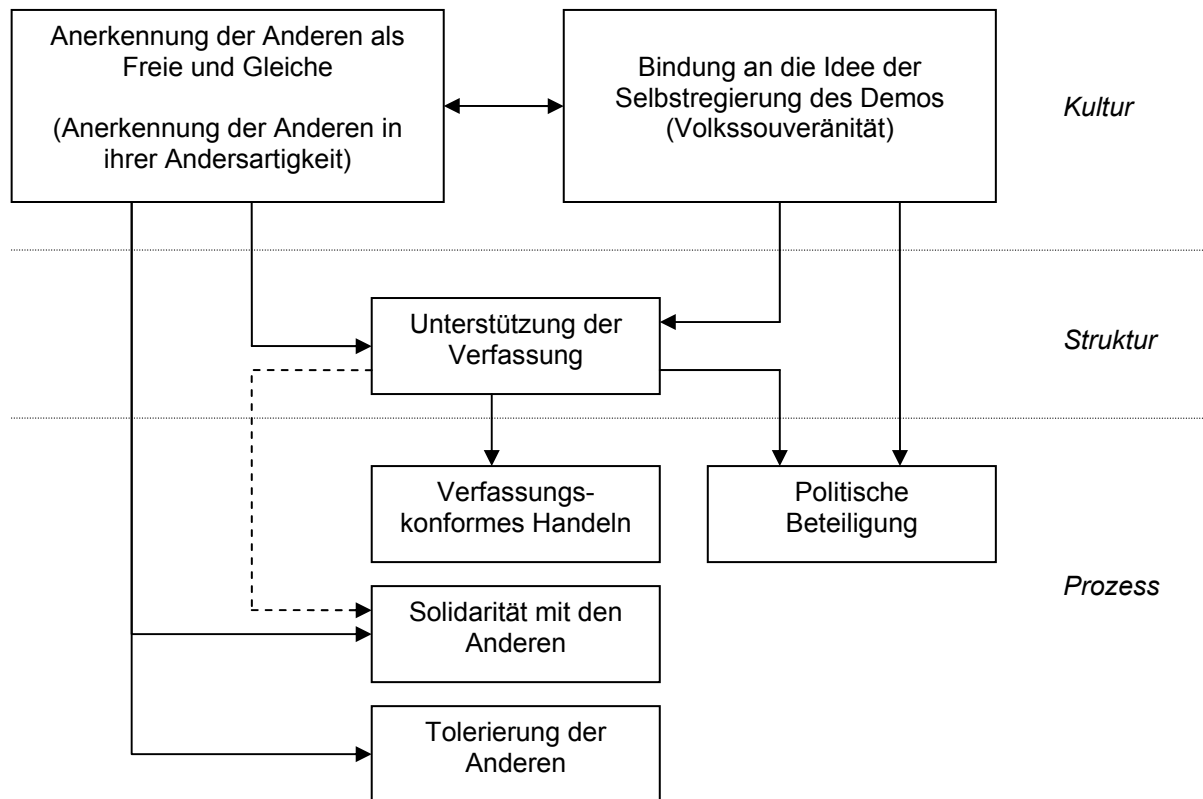 Anerkennung der Anderen als
Freie und Gleiche
(Anerkennung der Anderen in
ihrer Andersartigkeit)
Bindung an die Idee der
Selbstregierung des Demos
(Volkssouveränität)
Kultur
Unterstützung der
Verfassung
Struktur
Verfassungs-
konformes Handeln
Politische
Beteiligung
Prozess
Solidarität mit den
Anderen
Tolerierung der
Anderen